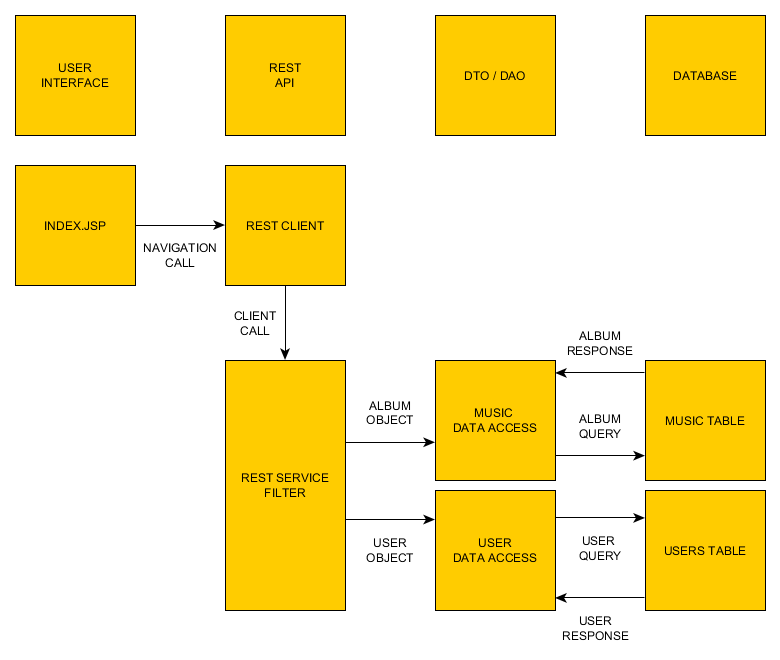 USER
INTERFACE
REST
API
DTO / DAO
DATABASE
INDEX.JSP
NAVIGATION
CALL
REST CLIENT
CLIENT
CALL
REST SERVICE
FILTER
ALBUM
OBJECT
USER
OBJECT
MUSIC
DATA ACCESS
ALBUM
RESPONSE
ALBUM
QUERY
MUSIC TABLE
USER
DATA ACCESS
USER
QUERY
USERS TABLE
USER
RESPONSE